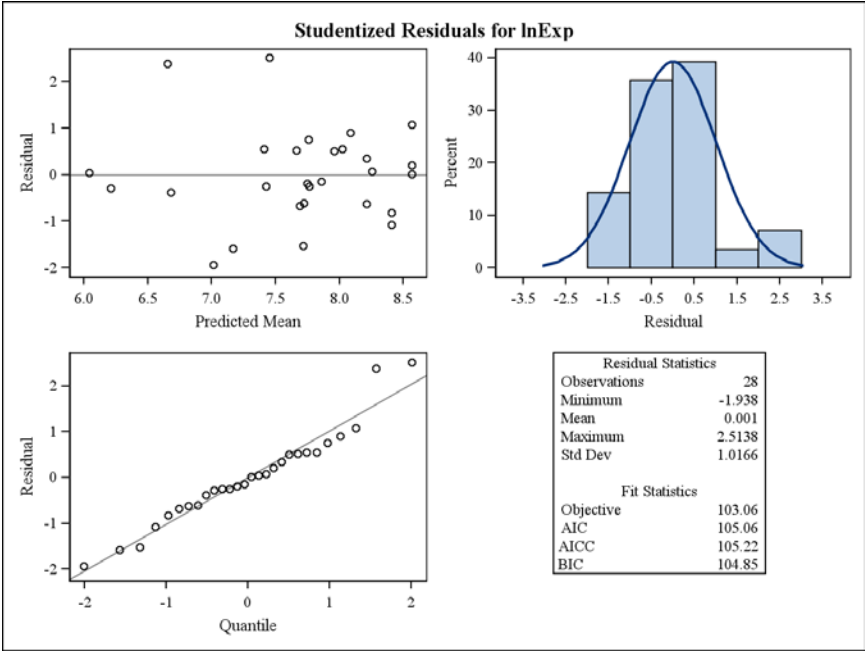 Studentized Residuals for lnExp
2
1
0
-1
-2
Residual
6.0 6.5 7.0 7.5 8.0 8.5
Predicted Mean
40
30
20
10
0
Percent
-3.5 -2.5 -1.5 -0.5 0.5 1.5 2.5 3.5
Residual
2
1
0
-1
-2
Residual
-2 -1 0 1 2
Quantile
Residual Statistics
Observations 28
Minimum -1.938
Mean 0.001
Maximum 2.5138
Std Dev 1.0166
Fit Statistics
Objective 103.06
AIC 105.06
AICC 105.22
BIC 104.85